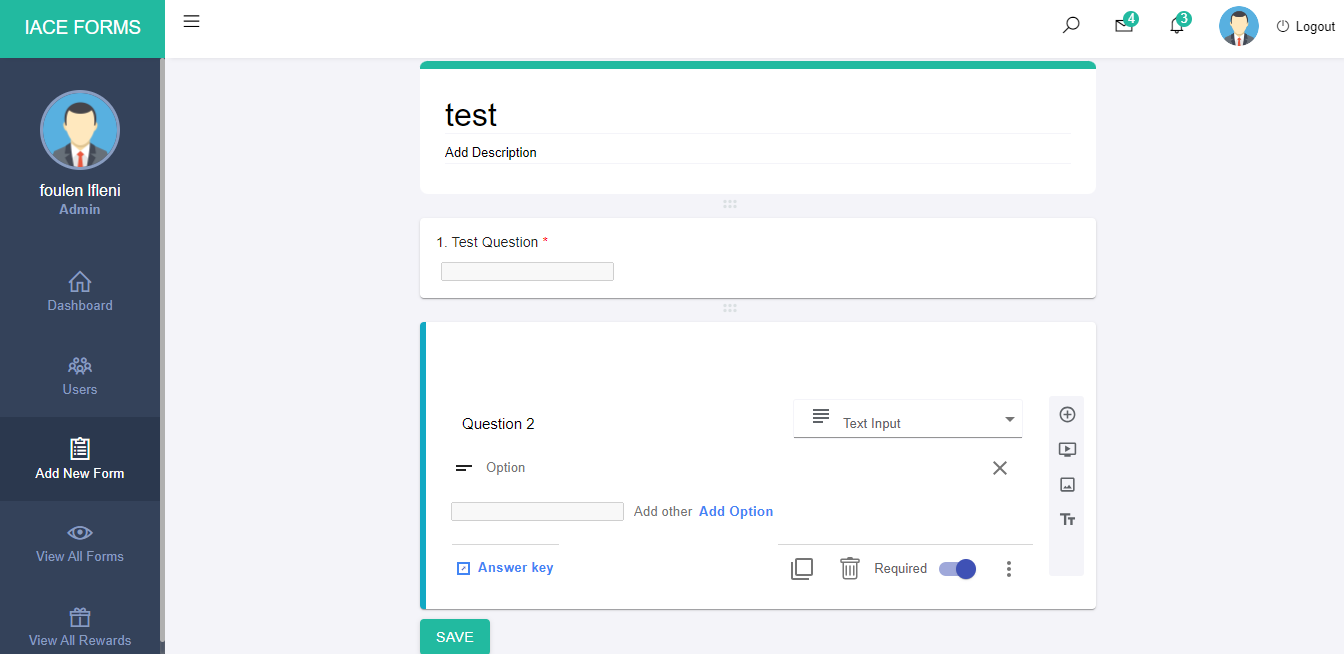 IACE FORMS
4
3
Logout
foulen lfleni
Admin
Dashboard
Users
Add New Form
View All Forms
View All Rewards
test
Add Description
1. Test Question *
Question 2
Text Input
Option
Add other Add Option
Answer key
Required
SAVE